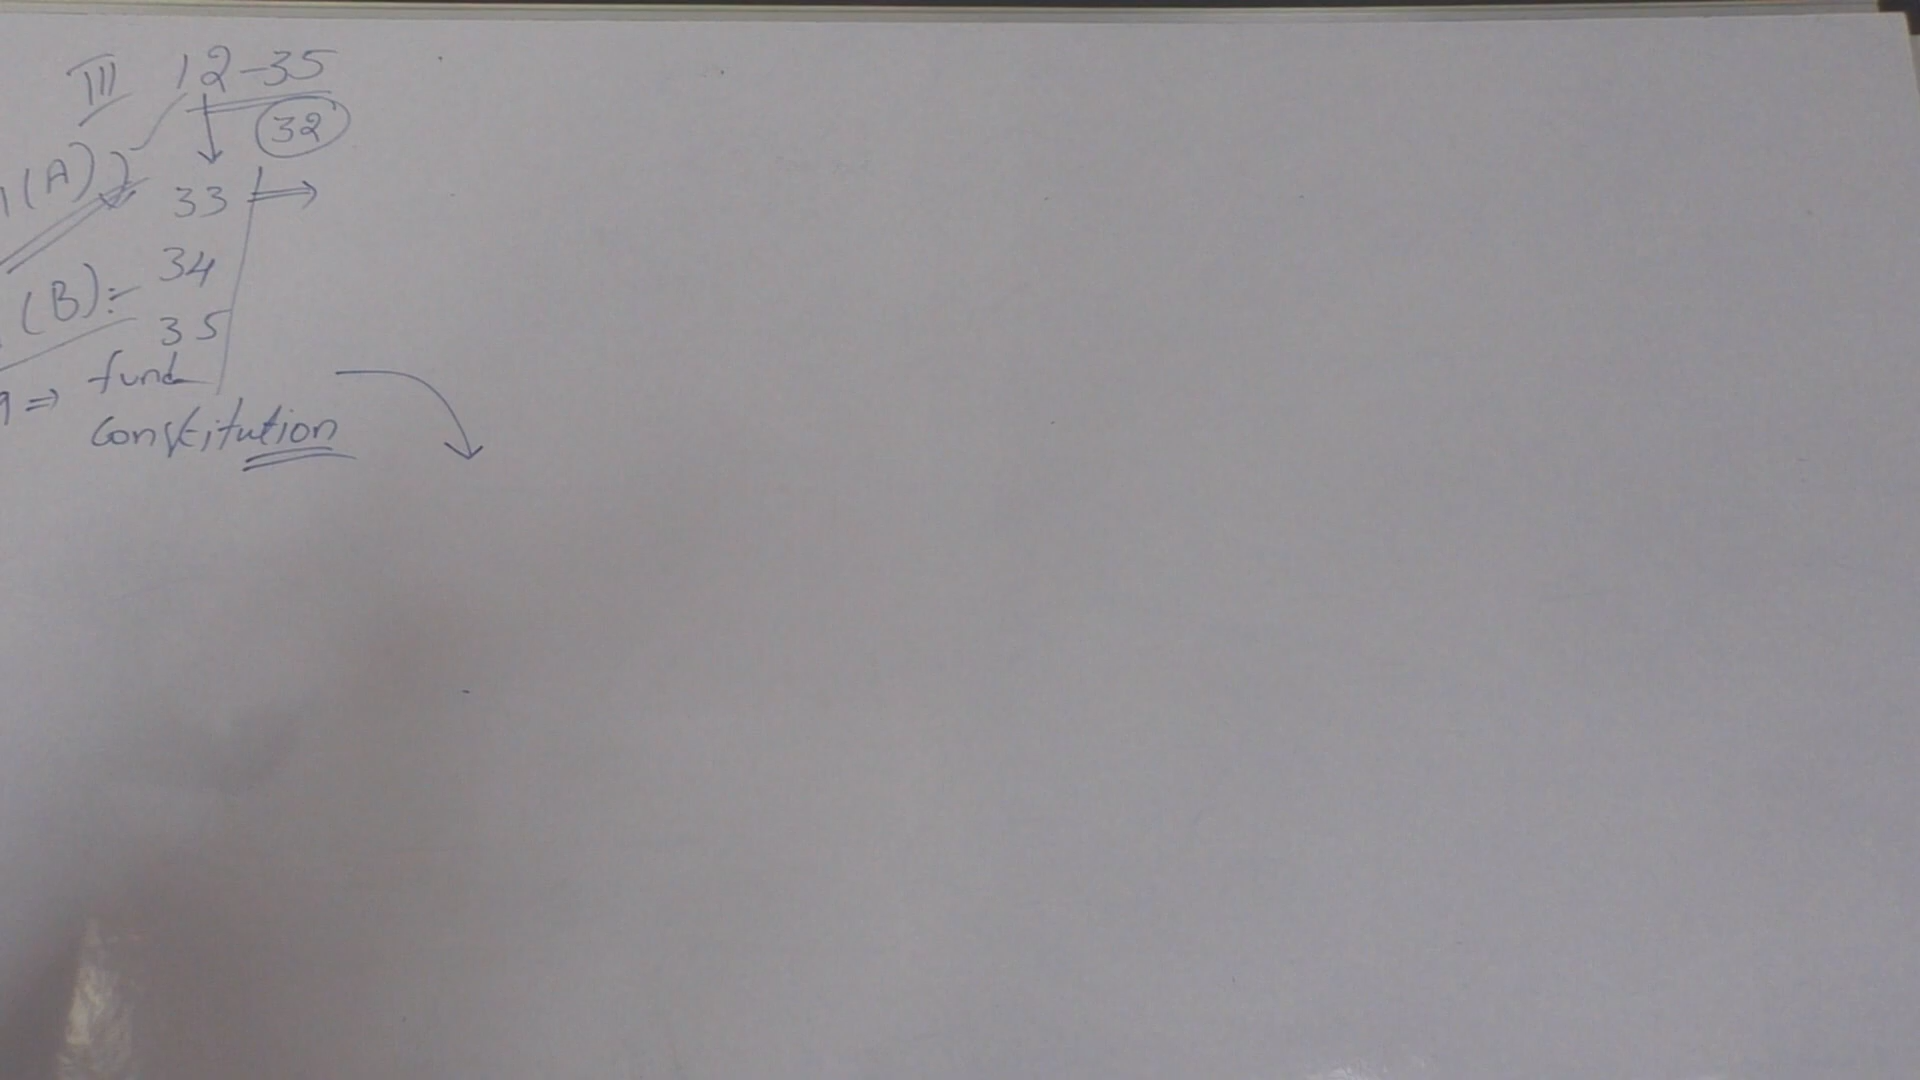 III 12-35
32
(A)
33 ⇒
34
(B):-
35
⇒ fund
constitution